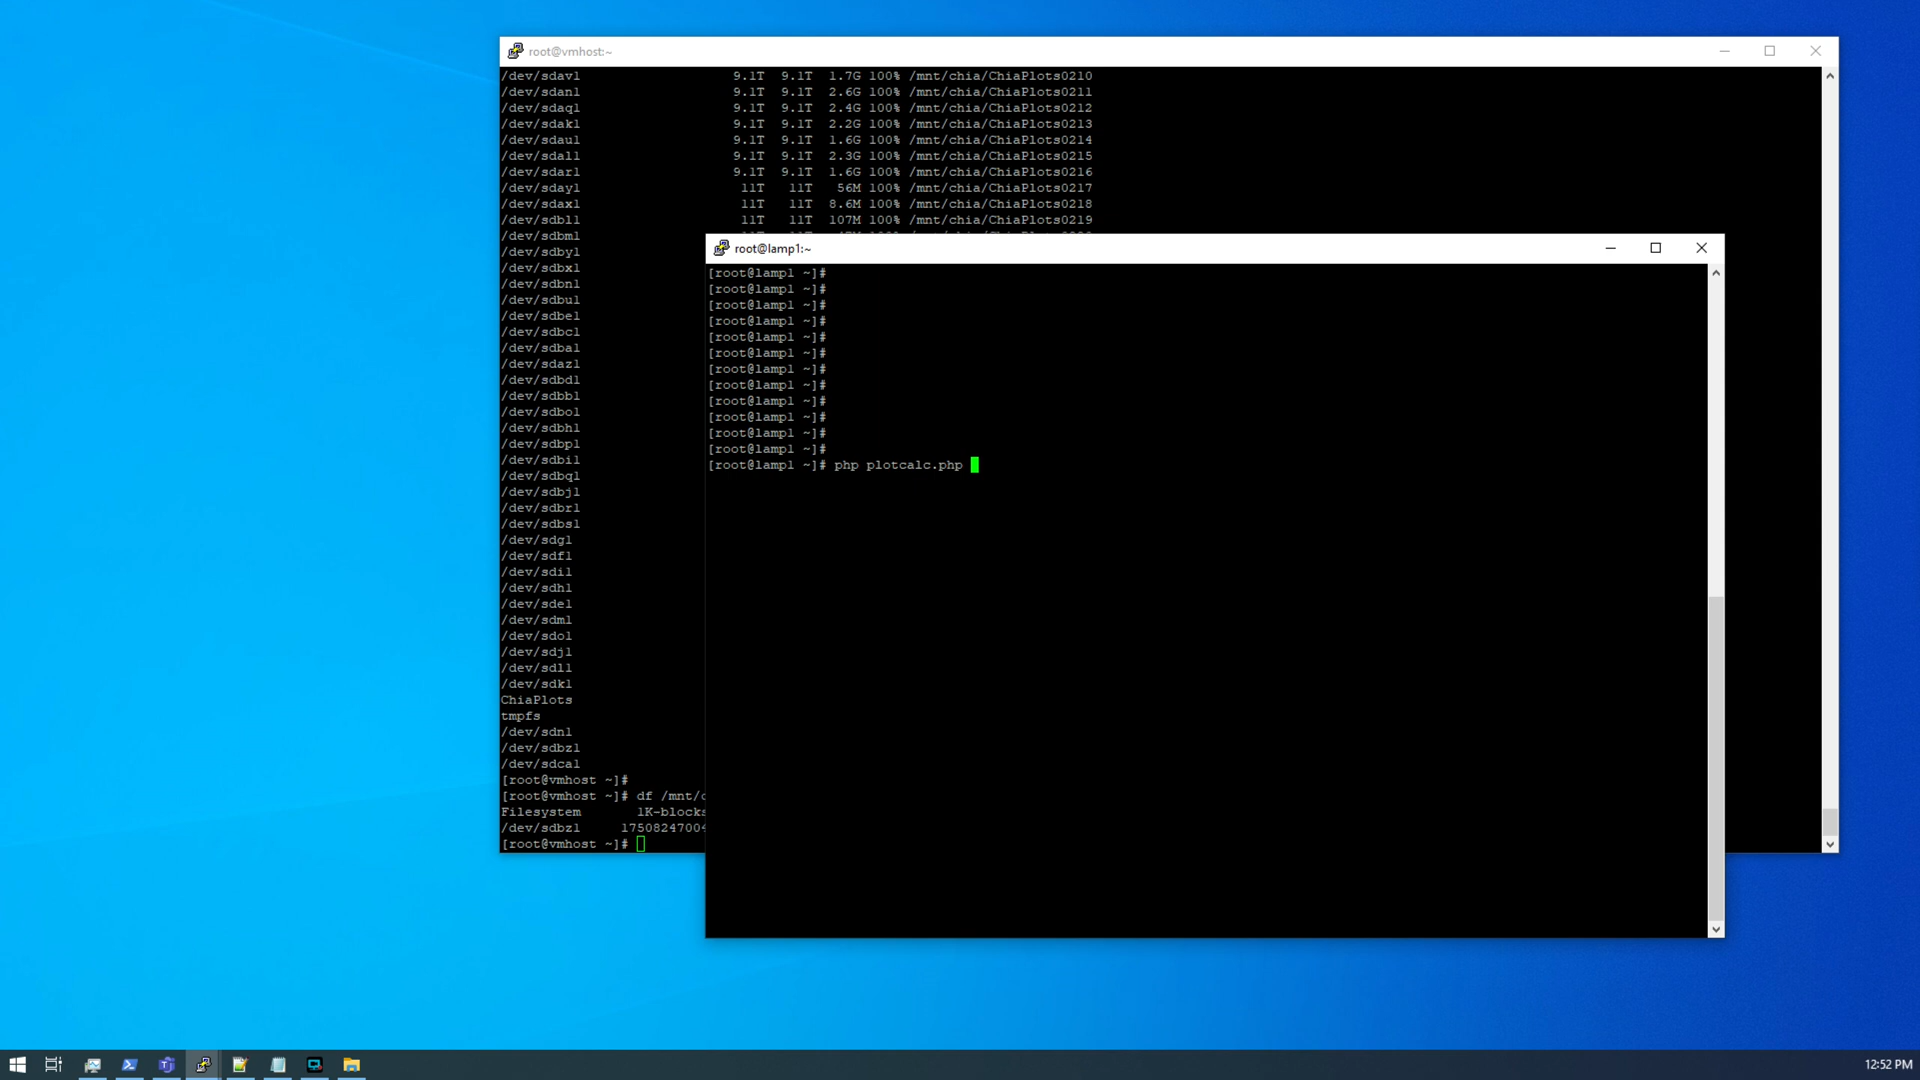 root@vmhost:~
/dev/sdav1 9.1T 9.1T 1.7G 100% /mnt/chia/ChiaPlots0210
/dev/sdan1 9.1T 9.1T 2.6G 100% /mnt/chia/ChiaPlots0211
/dev/sdaq1 9.1T 9.1T 2.4G 100% /mnt/chia/ChiaPlots0212
/dev/sdak1 9.1T 9.1T 2.2G 100% /mnt/chia/ChiaPlots0213
/dev/sdau1 9.1T 9.1T 1.6G 100% /mnt/chia/ChiaPlots0214
/dev/sdal1 9.1T 9.1T 2.3G 100% /mnt/chia/ChiaPlots0215
/dev/sdar1 9.1T 9.1T 1.6G 100% /mnt/chia/ChiaPlots0216
/dev/sday1 11T 11T 56M 100% /mnt/chia/ChiaPlots0217
/dev/sdax1 11T 11T 8.6M 100% /mnt/chia/ChiaPlots0218
/dev/sdbl1 11T 11T 107M 100% /mnt/chia/ChiaPlots0219
/dev/sdbm1
/dev/sdby1
/dev/sdbx1
/dev/sdbn1
/dev/sdbu1
/dev/sdbe1
/dev/sdbc1
/dev/sdba1
/dev/sdaz1
/dev/sdbd1
/dev/sdbb1
/dev/sdbo1
/dev/sdbh1
/dev/sdbp1
/dev/sdbi1
/dev/sdbq1
/dev/sdbj1
/dev/sdbr1
/dev/sdbs1
/dev/sdg1
/dev/sdf1
/dev/sdi1
/dev/sdh1
/dev/sde1
/dev/sdm1
/dev/sdo1
/dev/sdj1
/dev/sdl1
/dev/sdk1
ChiaPlots
tmpfs
/dev/sdn1
/dev/sdbz1
/dev/sdca1
[root@vmhost ~]#
[root@vmhost ~]# df /mnt/
Filesystem 1K-blocks
/dev/sdbz1 17508247004
[root@vmhost ~]#
root@lamp1:~
[root@lamp1 ~]#
[root@lamp1 ~]#
[root@lamp1 ~]#
[root@lamp1 ~]#
[root@lamp1 ~]#
[root@lamp1 ~]#
[root@lamp1 ~]#
[root@lamp1 ~]#
[root@lamp1 ~]#
[root@lamp1 ~]#
[root@lamp1 ~]#
[root@lamp1 ~]#
[root@lamp1 ~]# php plotcalc.php
12:52 PM